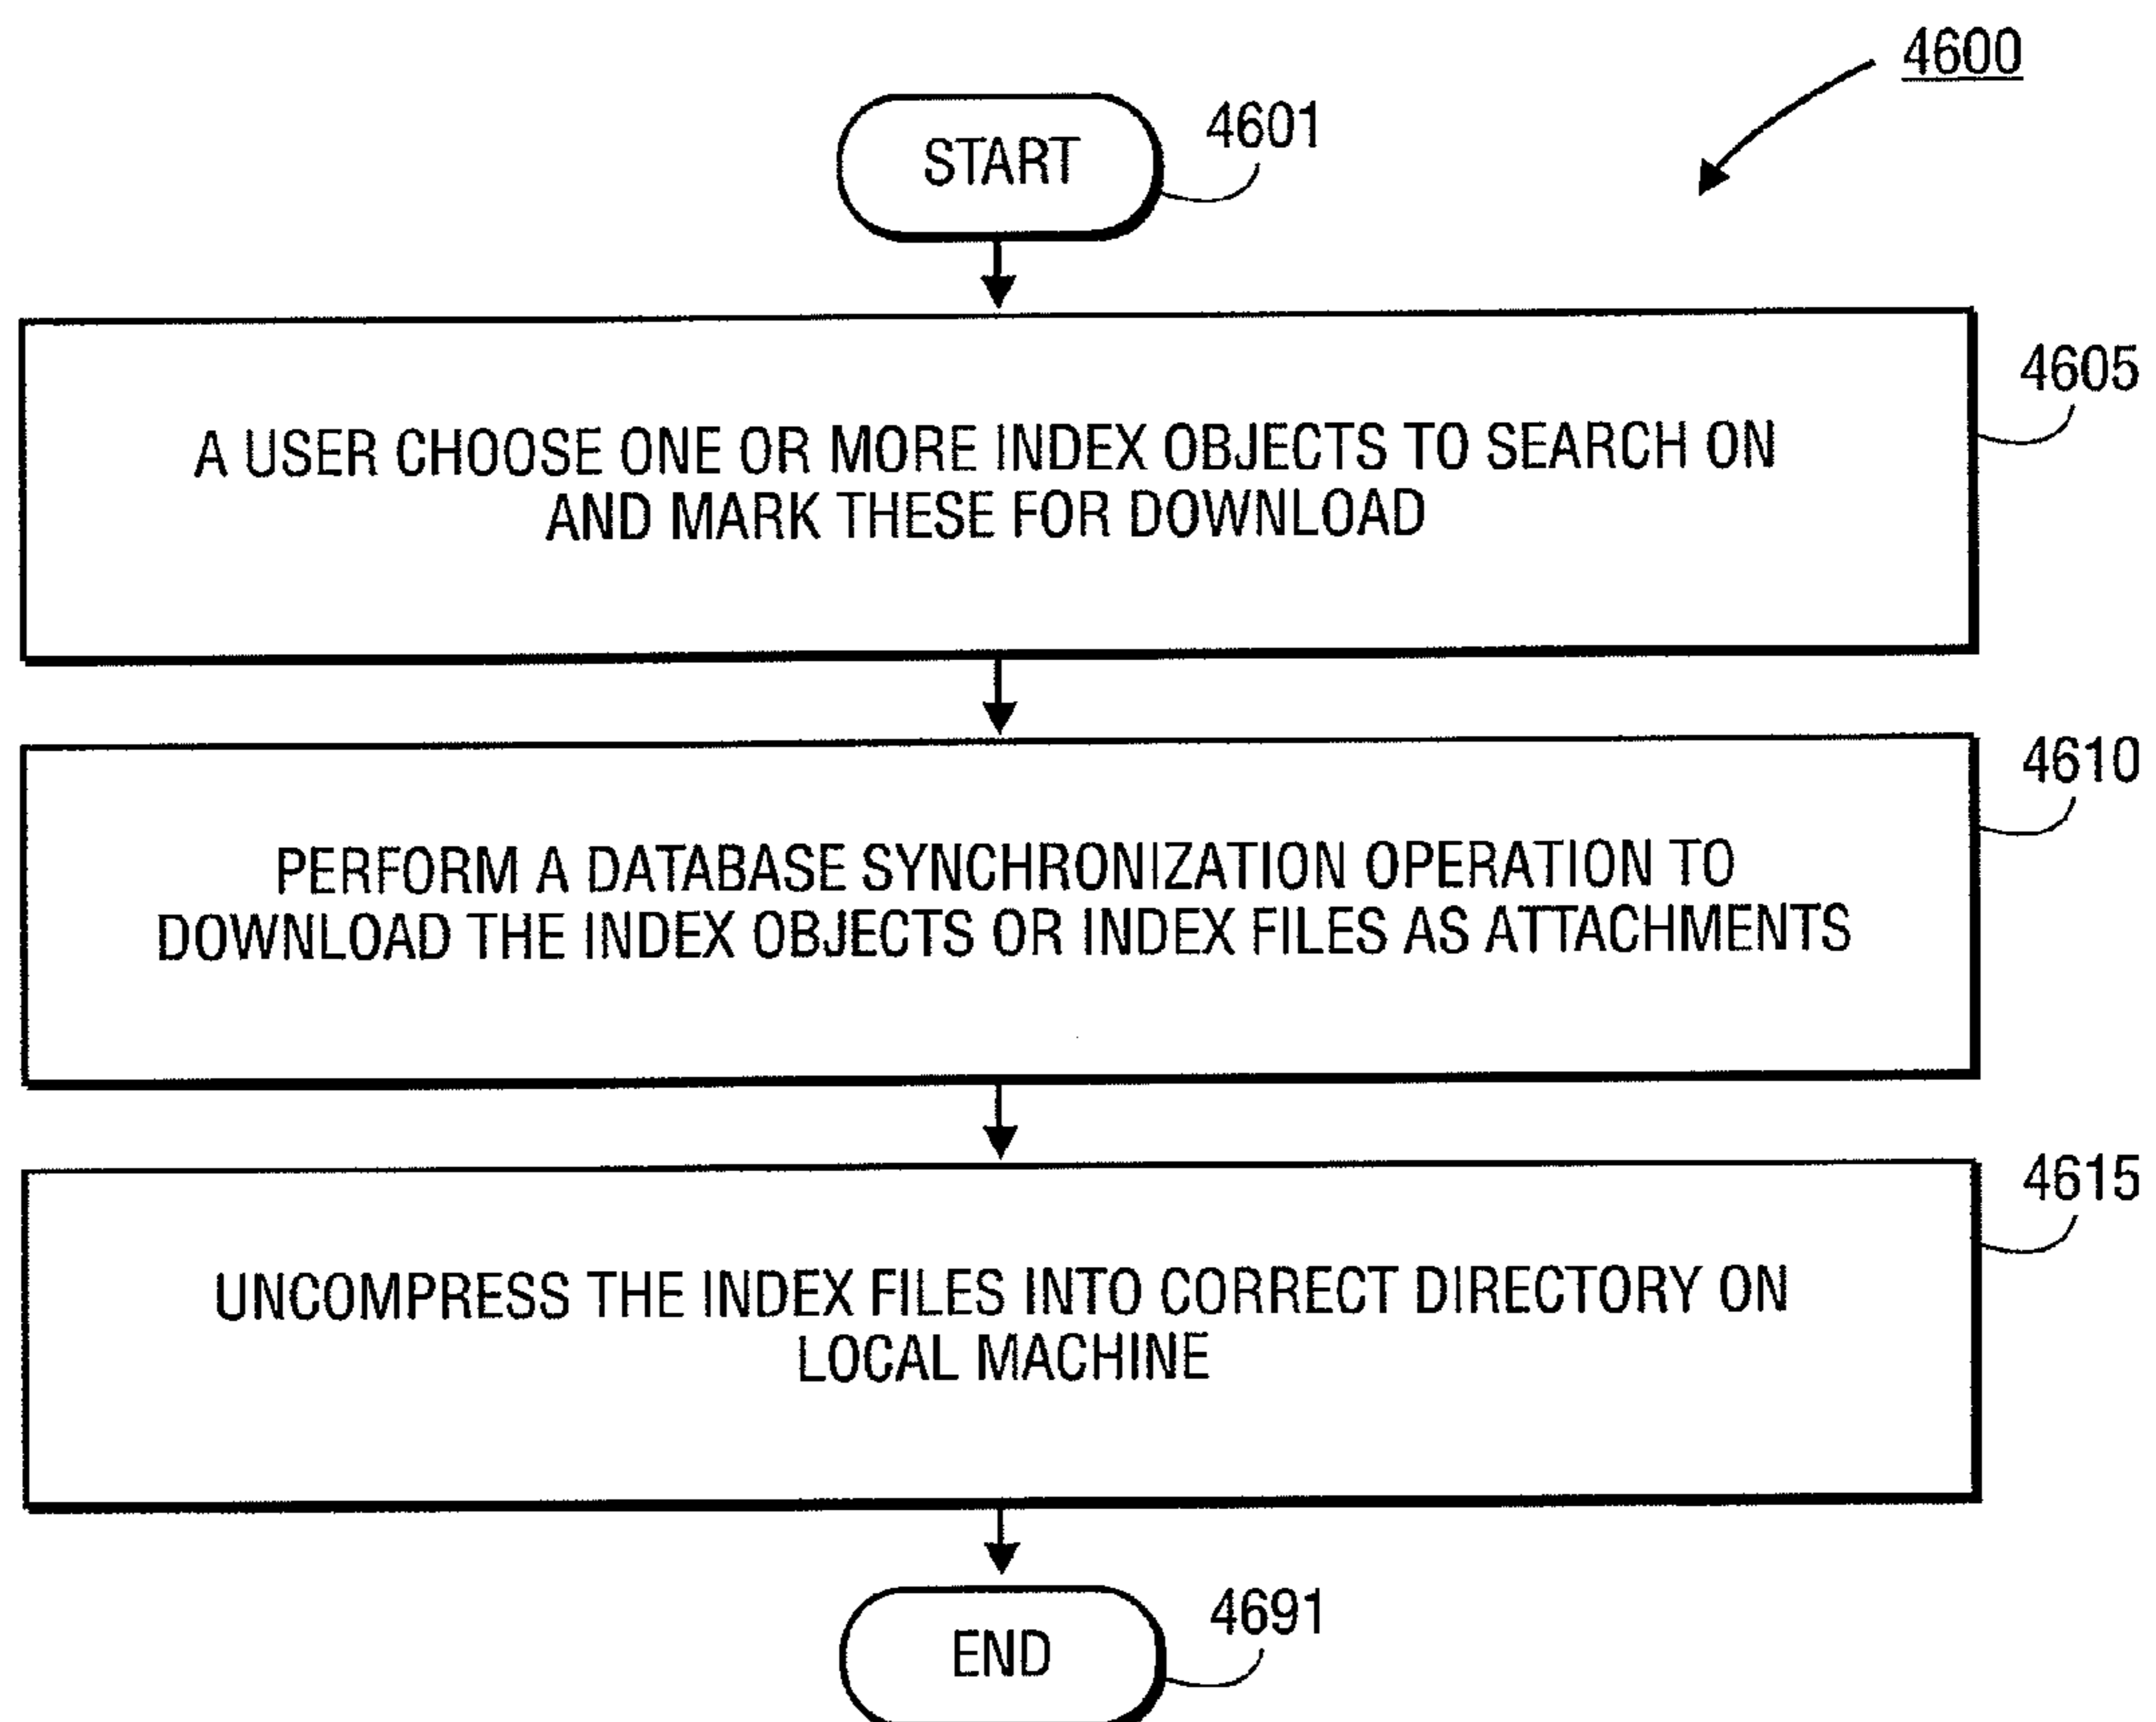 4600
START
4601
4605
A USER CHOOSE ONE OR MORE INDEX OBJECTS TO SEARCH ON
AND MARK THESE FOR DOWNLOAD
4610
PERFORM A DATABASE SYNCHRONIZATION OPERATION TO
DOWNLOAD THE INDEX OBJECTS OR INDEX FILES AS ATTACHMENTS
4615
UNCOMPRESS THE INDEX FILES INTO CORRECT DIRECTORY ON
LOCAL MACHINE
4691
END